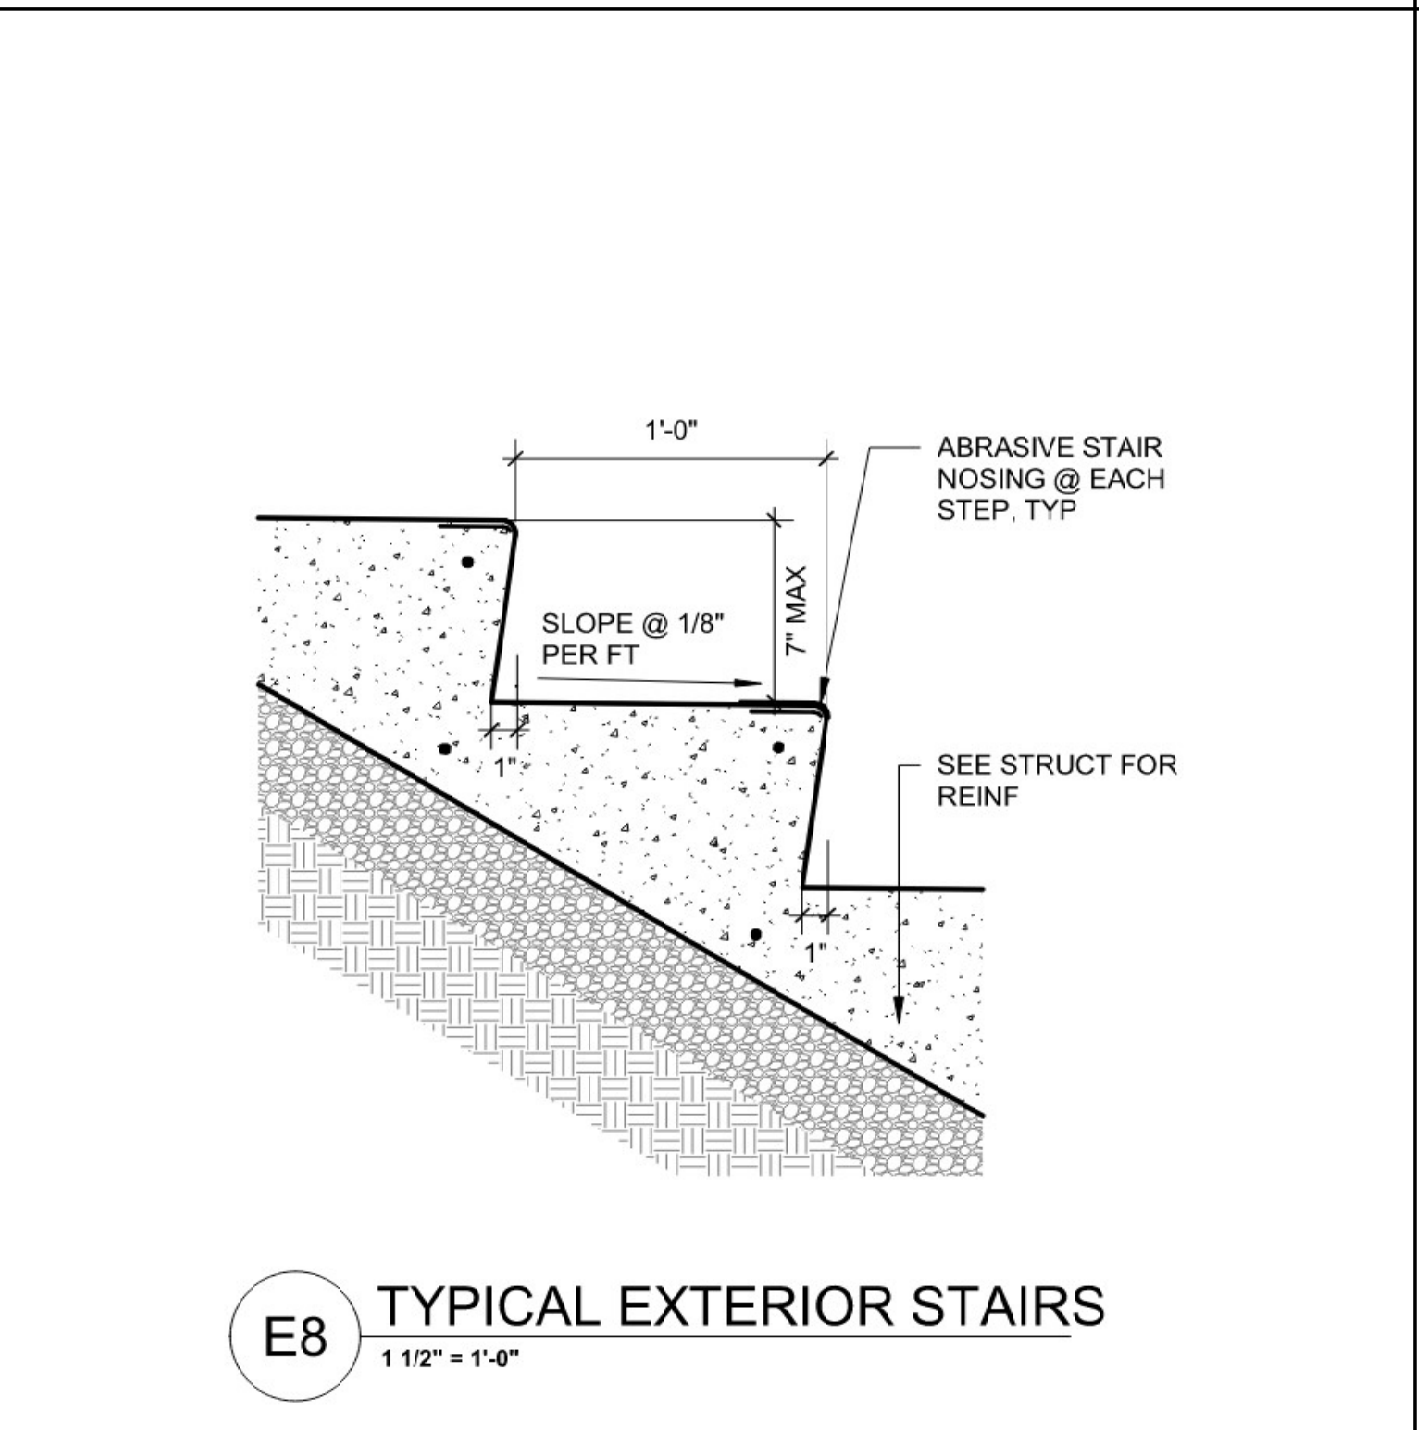 1'-0"
ABRASIVE STAIR
NOSING @ EACH
STEP, TYP
7" MAX
SLOPE @ 1/8"
PER FT
1"
SEE STRUCT FOR
REINF
1"
E8
TYPICAL EXTERIOR STAIRS
1 1/2" = 1'-0"